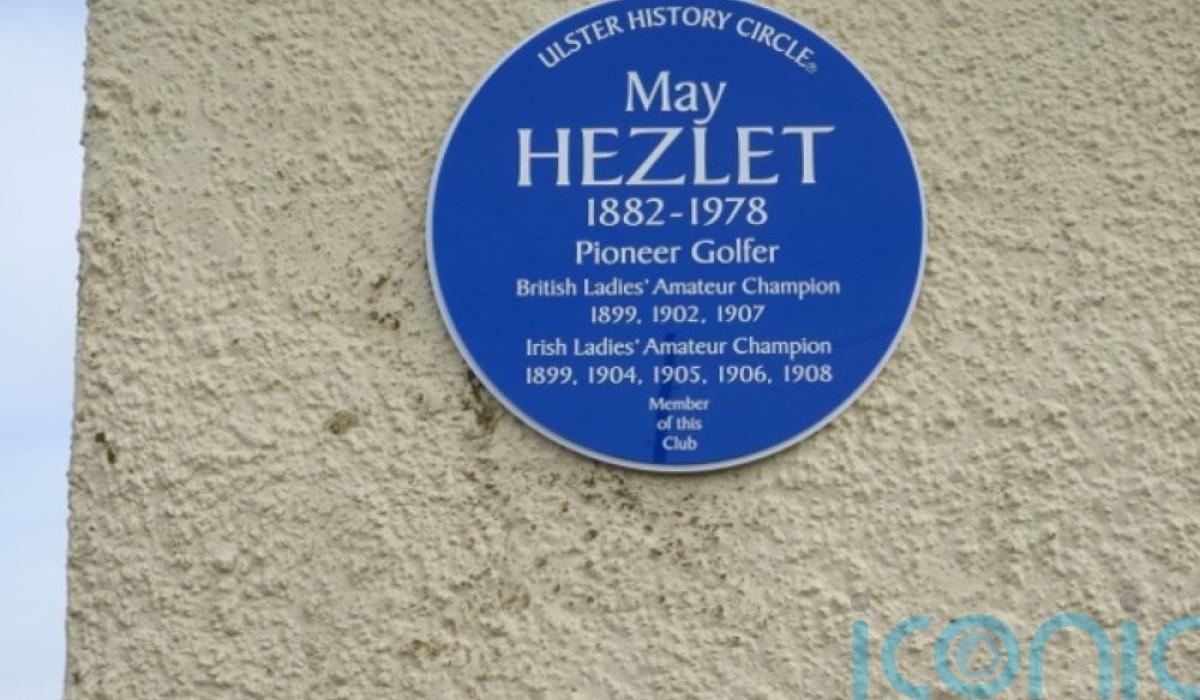 ULSTER HISTORY CIRCLE®
May
HEZLET
1882-1978
Pioneer Golfer
British Ladies' Amateur Champion
1899, 1902, 1907
Irish Ladies' Amateur Champion
1899, 1904, 1905, 1906, 1908
Member
of this
Club
iconic